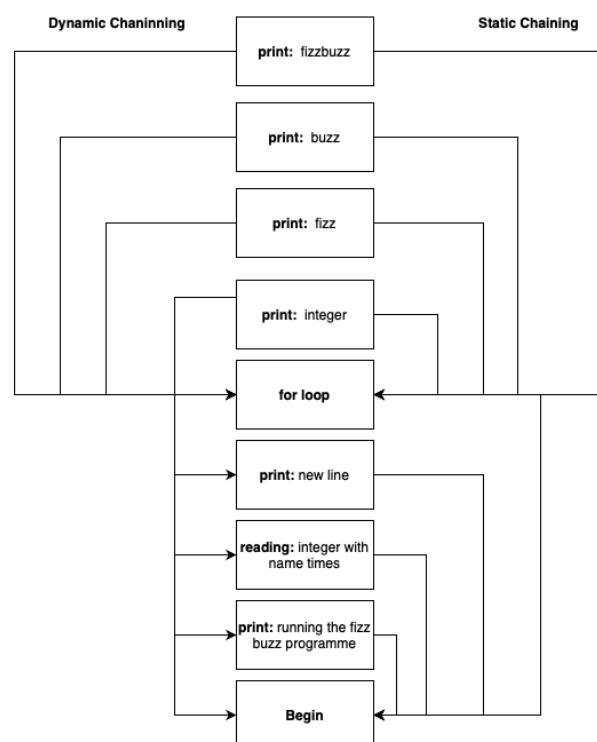 Dynamic Chaninning
Static Chaining
print: fizzbuzz
print: buzz
print: fizz
print: integer
for loop
print: new line
reading: integer with
name times
print: running the fizz
buzz programme
Begin